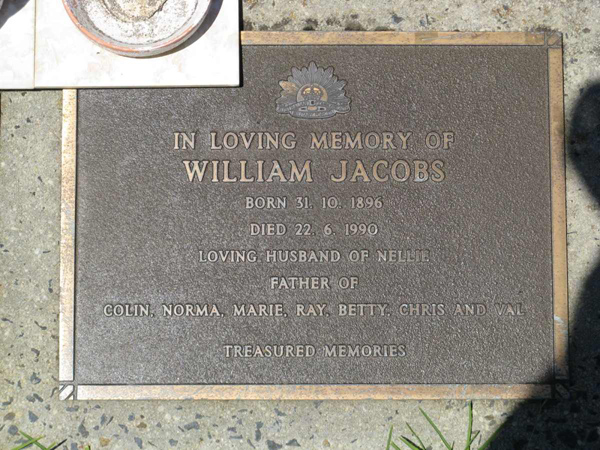 IN LOVING MEMORY OF
WILLIAM JACOBS
BORN 31. 10. 1896
DIED 22. 6. 1990
LOVING HUSBAND OF NELLIE
FATHER OF
COLIN, NORMA, MARIE, RAY, BETTY, CHRIS AND VAL
TREASURED MEMORIES